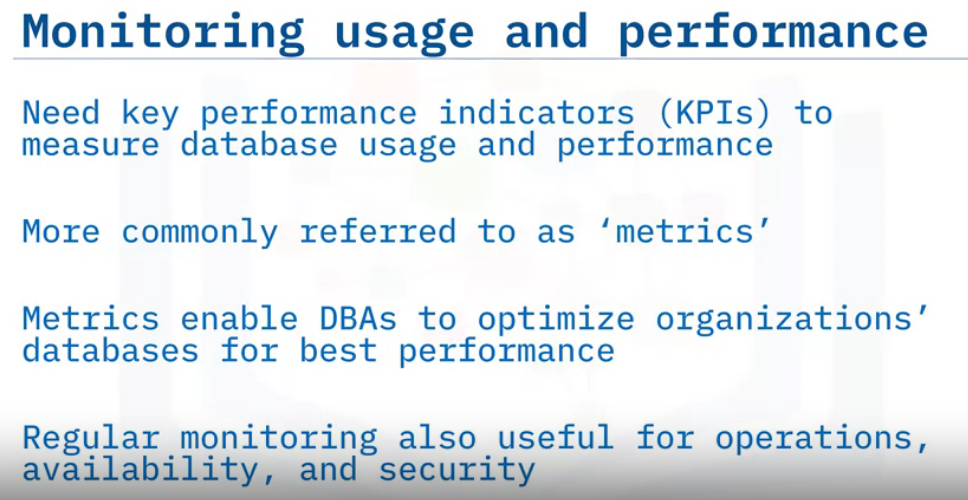 Monitoring usage and performance
Need key performance indicators (KPIs) to
measure database usage and performance
More commonly referred to as ‘metrics’
Metrics enable DBAs to optimize organizations’
databases for best performance
Regular monitoring also useful for operations,
availability, and security